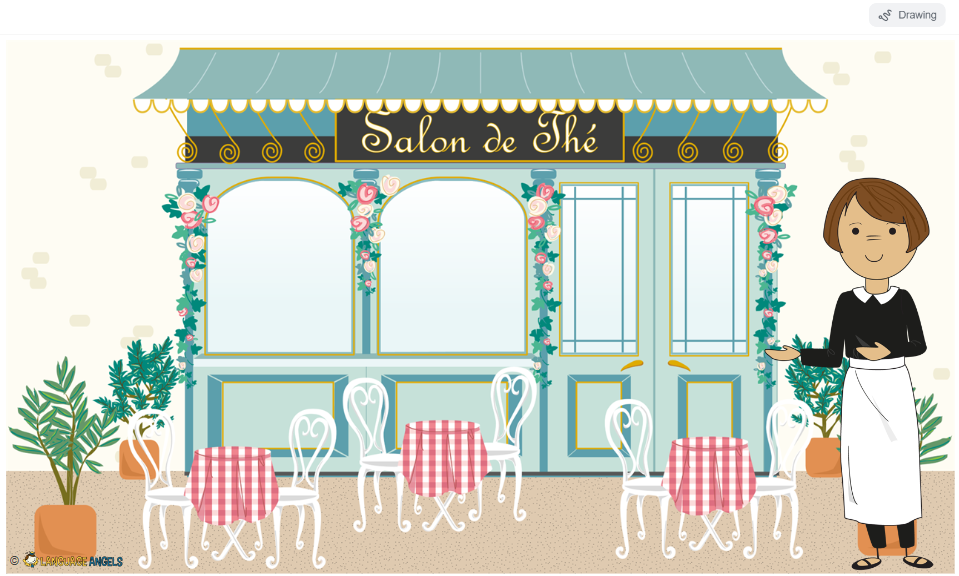 Drawing
Salon de Thé
© LANGUAGE ANGELS